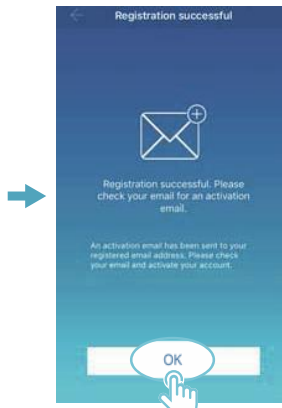 Registration successful
Registration successful. Please
check your email for an activation
email.
An activation email has been sent to your
registered email address. Please check
your email and activate your account.
OK